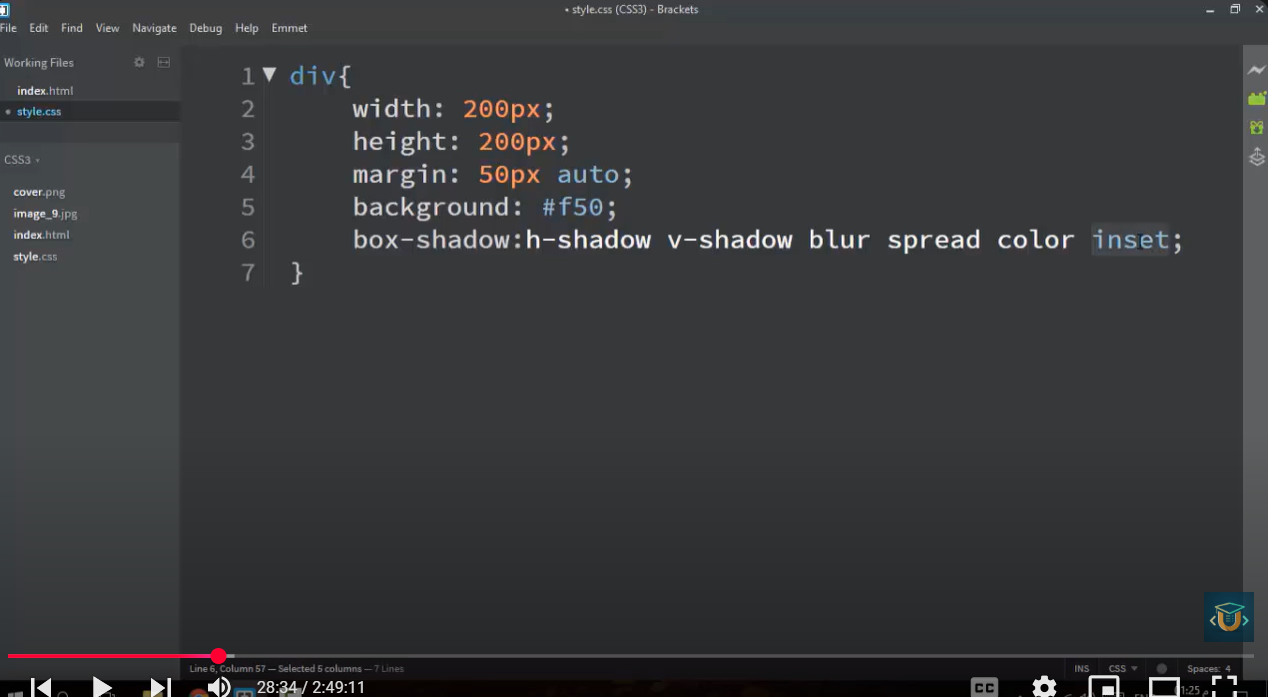 • style.css (CSS3) - Brackets
File Edit Find View Navigate Debug Help Emmet
Working Files
index.html
style.css
CSS3
cover.png
image_9.jpg
index.html
style.css
1 div{
2 width: 200px;
3 height: 200px;
4 margin: 50px auto;
5 background: #f50;
6 box-shadow:h-shadow v-shadow blur spread color inset;
7 }
Line 6, Column 57 — Selected 5 columns — 7 Lines
INS CSS Spaces: 4
28:34 / 2:49:11
CC